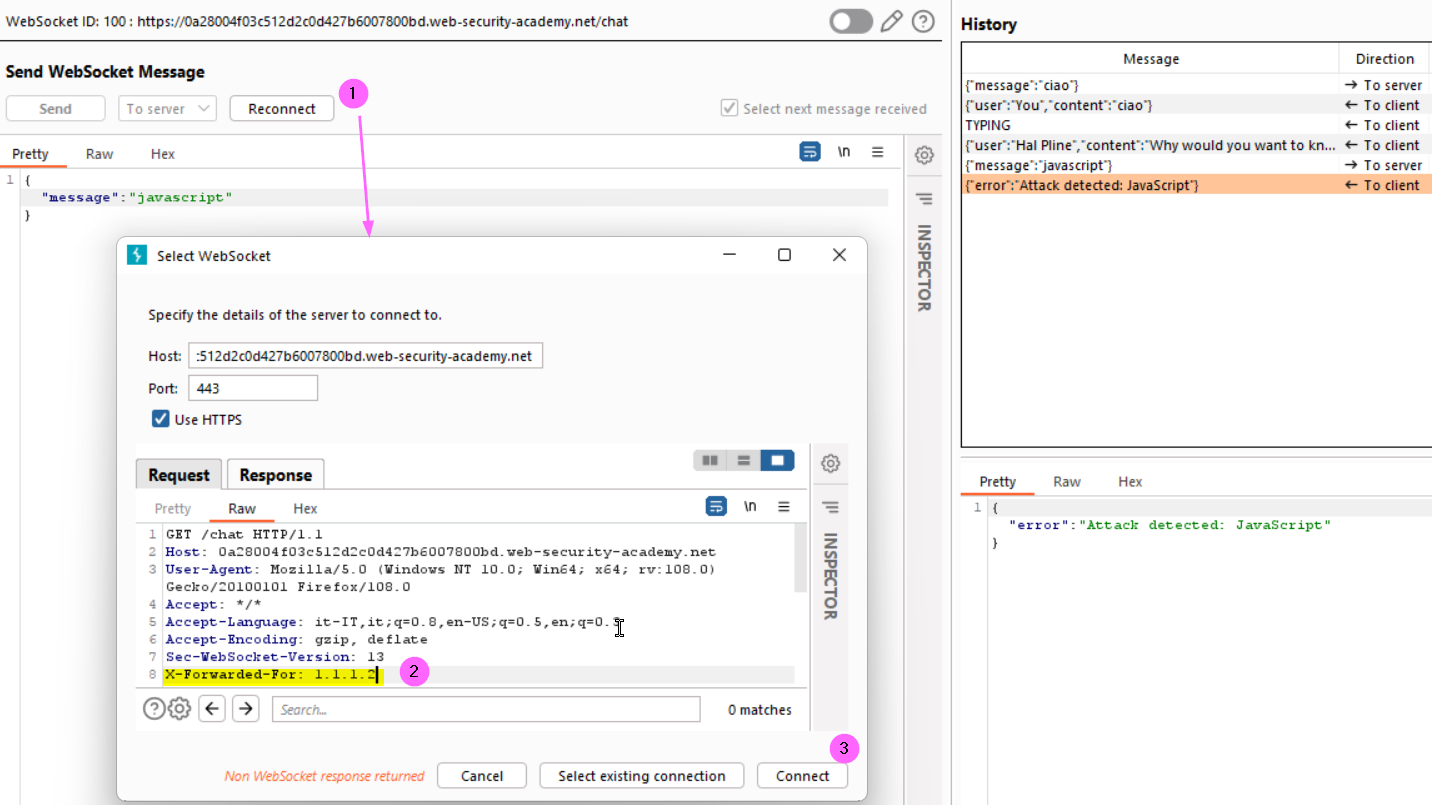 WebSocket ID: 100 : https://0a28004f03c512d2c0d427b6007800bd.web-security-academy.net/chat
Send WebSocket Message
1
Send
To server
Reconnect
Select next message received
Pretty
Raw
Hex
\n
1 {
"message":"javascript"
}
INSPECTOR
Select WebSocket
Specify the details of the server to connect to.
Host: :512d2c0d427b6007800bd.web-security-academy.net
Port: 443
Use HTTPS
Request
Response
Pretty
Raw
Hex
\n
1 GET /chat HTTP/1.1
2 Host: 0a28004f03c512d2c0d427b6007800bd.web-security-academy.net
3 User-Agent: Mozilla/5.0 (Windows NT 10.0; Win64; x64; rv:108.0)
Gecko/20100101 Firefox/108.0
4 Accept: */*
5 Accept-Language: it-IT,it;q=0.8,en-US;q=0.5,en;q=0.3
6 Accept-Encoding: gzip, deflate
7 Sec-WebSocket-Version: 13
8 X-Forwarded-For: 1.1.1.2
2
INSPECTOR
Search...
0 matches
3
Non WebSocket response returned
Cancel
Select existing connection
Connect
History
Message Direction
{"message":"ciao"} → To server
{"user":"You","content":"ciao"} ← To client
TYPING ← To client
{"user":"Hal Pline","content":"Why would you want to kn... ← To client
{"message":"javascript"} → To server
{"error":"Attack detected: JavaScript"} ← To client
Pretty
Raw
Hex
1 {
"error":"Attack detected: JavaScript"
}